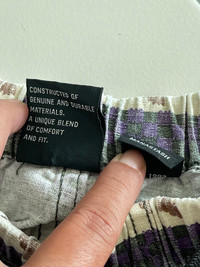 CONSTRUCTED OF
GENUINE AND DURABLE
MATERIALS.
A UNIQUE BLEND
OF COMFORT
AND FIT.